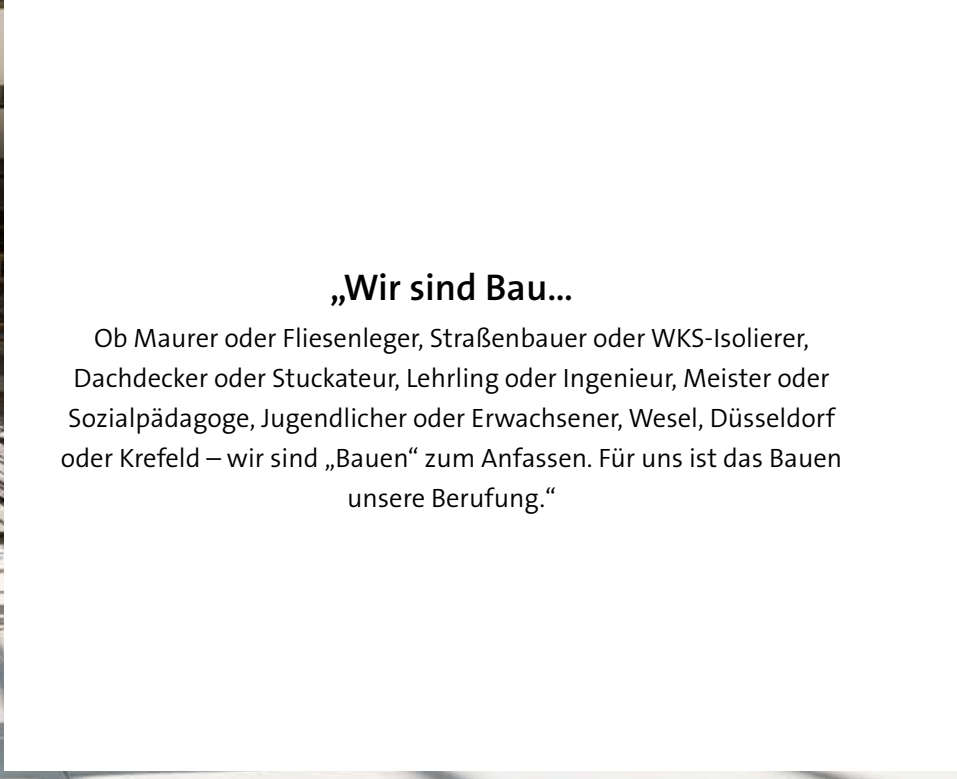 „Wir sind Bau...
Ob Maurer oder Fliesenleger, Straßenbauer oder WKS-Isolierer,
Dachdecker oder Stuckateur, Lehrling oder Ingenieur, Meister oder
Sozialpädagoge, Jugendlicher oder Erwachsener, Wesel, Düsseldorf
oder Krefeld – wir sind „Bauen“ zum Anfassen. Für uns ist das Bauen
unsere Berufung.“